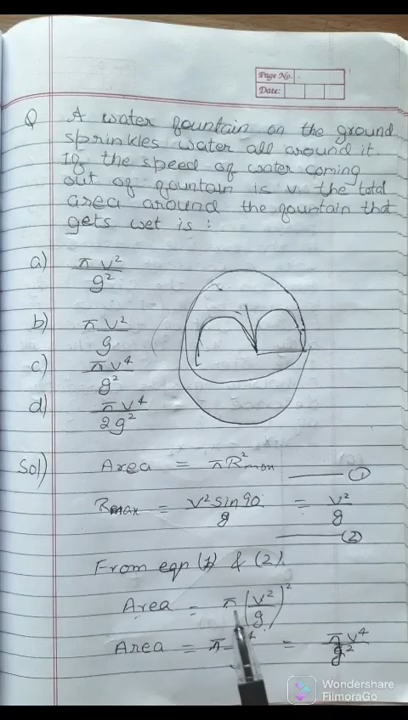 Page No.
Date:
Q A water fountain on the ground
sprinkles water all around it
If the speed of water coming
out of fountain is v. the total
area around the fountain that
gets wet is :
a) πv²/g²
b) πv²/g
c) πv⁴/g²
d) πv⁴/2g²
Sol) Area = πR²max ——— (1)
Rmax = v² sin90/g = v²/g
——— (2)
From eqn (1) & (2).
Area = π(v²/g)²
Area = π ⁴ = πv⁴/g²
Wondershare
FilmoraGo